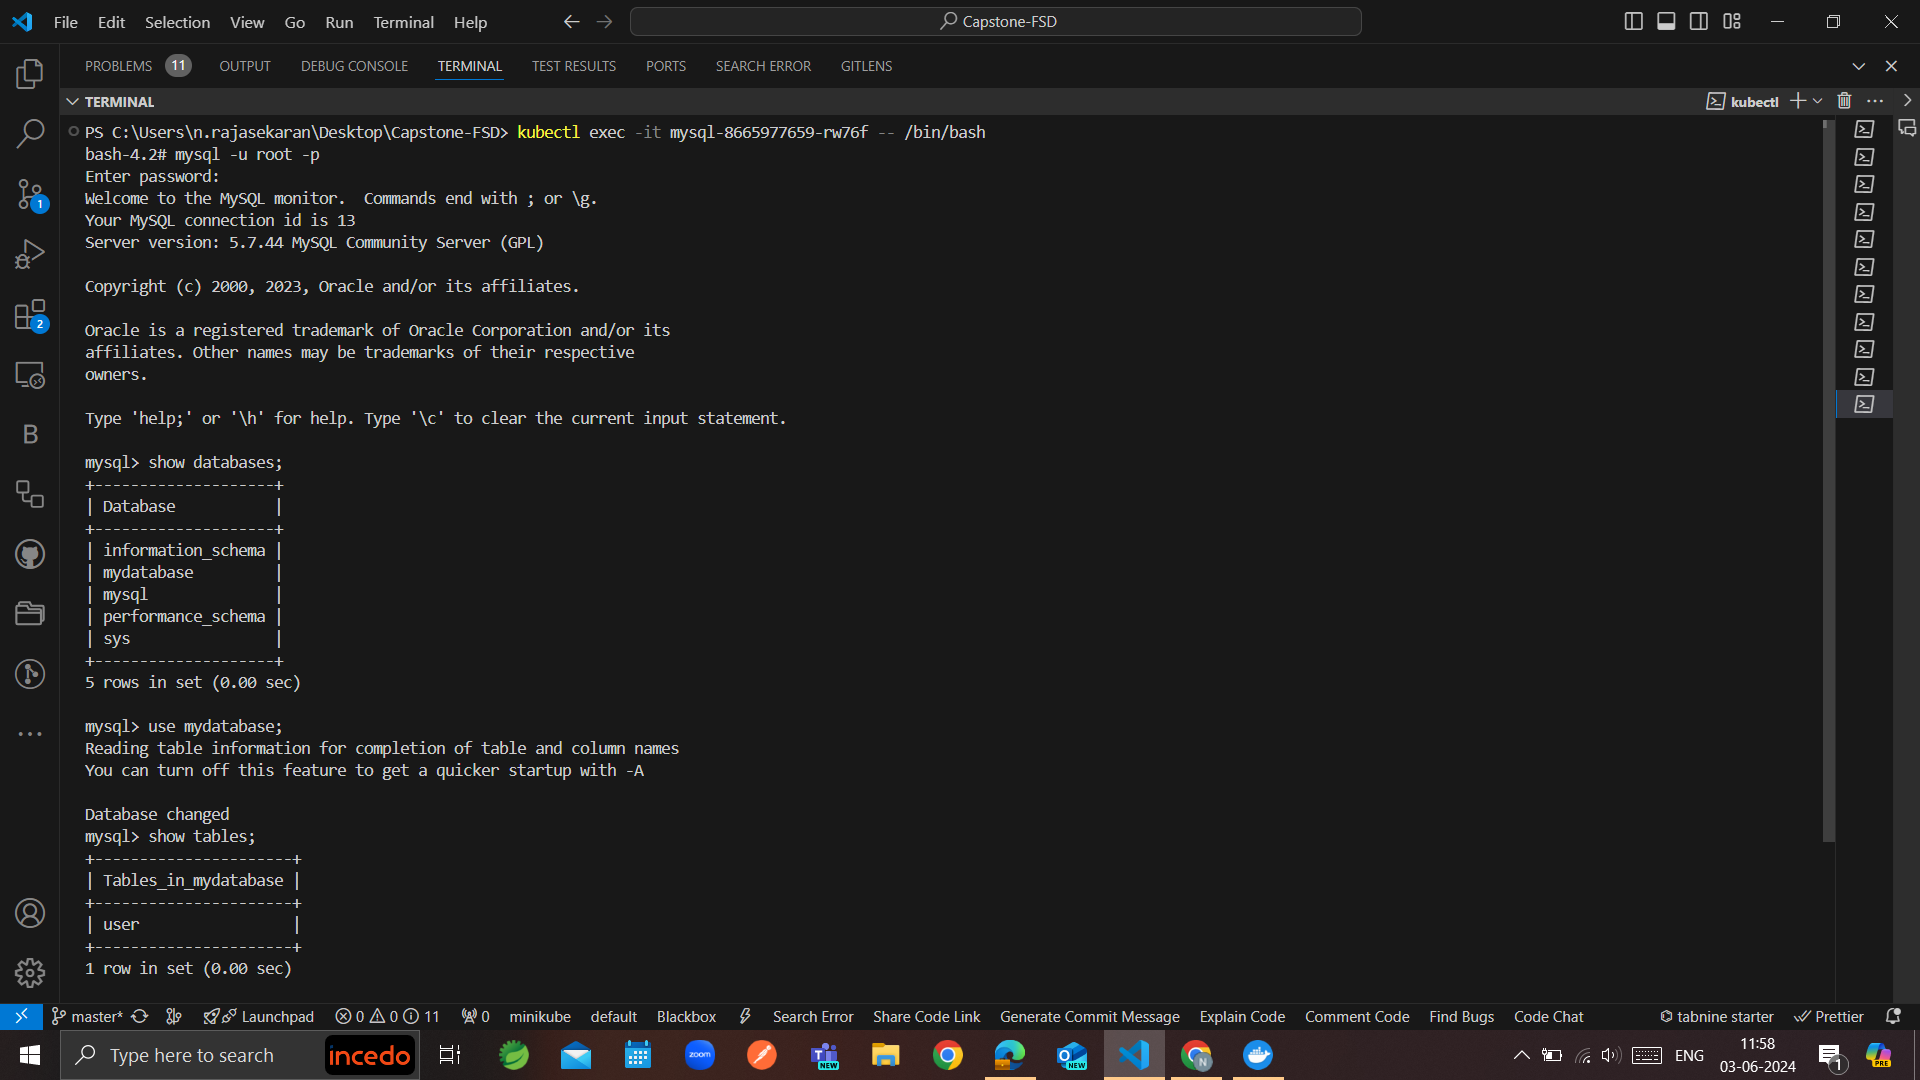 File Edit Selection View Go Run Terminal Help
Capstone-FSD
PROBLEMS 11 OUTPUT DEBUG CONSOLE TERMINAL TEST RESULTS PORTS SEARCH ERROR GITLENS
TERMINAL
kubectl
PS C:\Users\n.rajasekaran\Desktop\Capstone-FSD> kubectl exec -it mysql-8665977659-rw76f -- /bin/bash
bash-4.2# mysql -u root -p
Enter password:
Welcome to the MySQL monitor.  Commands end with ; or \g.
Your MySQL connection id is 13
Server version: 5.7.44 MySQL Community Server (GPL)
Copyright (c) 2000, 2023, Oracle and/or its affiliates.
Oracle is a registered trademark of Oracle Corporation and/or its
affiliates. Other names may be trademarks of their respective
owners.
Type 'help;' or '\h' for help. Type '\c' to clear the current input statement.
mysql> show databases;
+--------------------+
| Database           |
+--------------------+
| information_schema |
| mydatabase         |
| mysql              |
| performance_schema |
| sys                |
+--------------------+
5 rows in set (0.00 sec)
mysql> use mydatabase;
Reading table information for completion of table and column names
You can turn off this feature to get a quicker startup with -A
Database changed
mysql> show tables;
+----------------------+
| Tables_in_mydatabase |
+----------------------+
| user                 |
+----------------------+
1 row in set (0.00 sec)
1
2
B
master* Launchpad 0 0 11 0 minikube default Blackbox Search Error Share Code Link Generate Commit Message Explain Code Comment Code Find Bugs Code Chat tabnine starter Prettier
Type here to search incedo zoom NEW NEW N ENG 11:58 1 PRE
03-06-2024